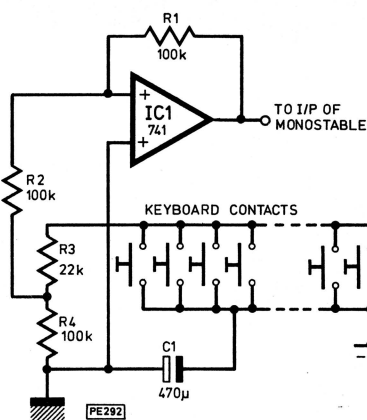 R1
100k
+
IC1
741
+
TO I/P OF
MONOSTABLE
R2
100k
KEYBOARD CONTACTS
R3
22k
R4
100k
C1
470μ
PE292